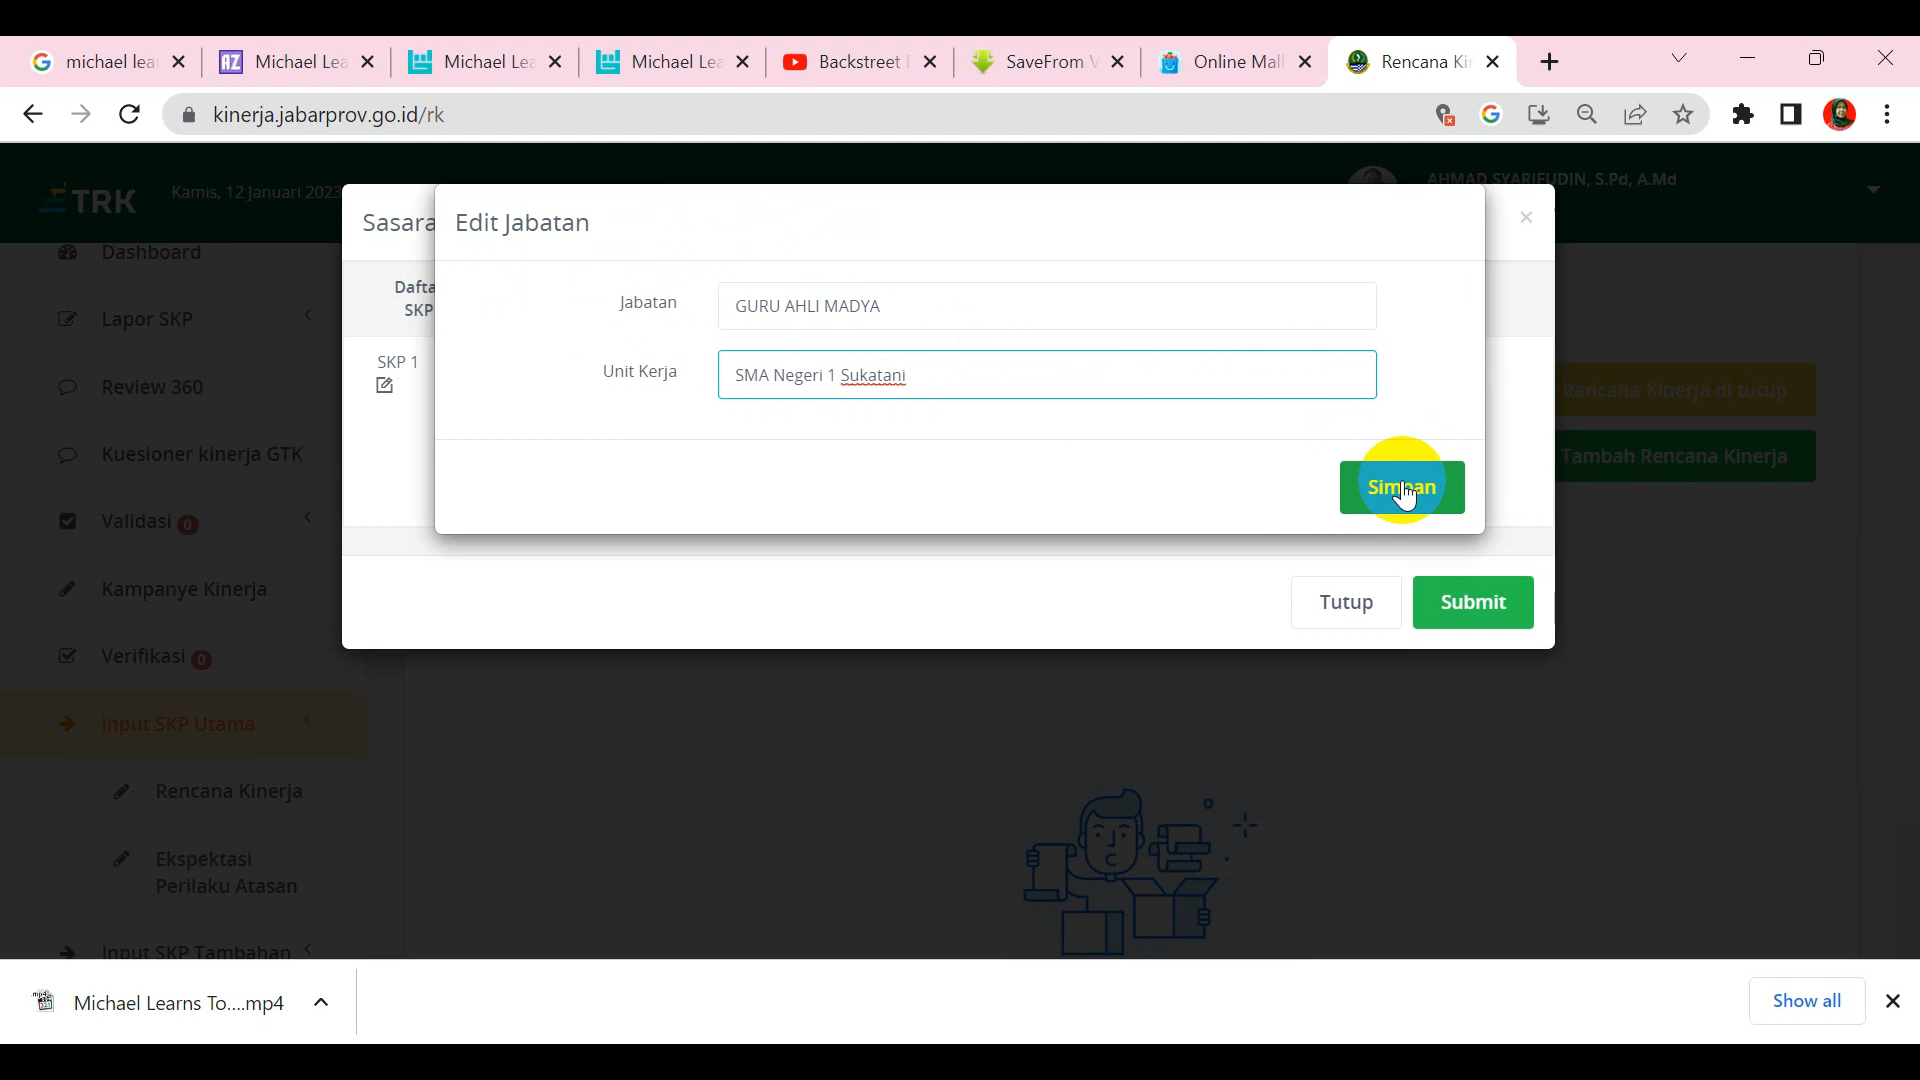 michael lea
Michael Lea
Michael Le
Michael Le
Backstreet
SaveFrom
Online Mall
Rencana Ki
kinerja.jabarprov.go.id/rk
TRK
Kamis, 12 Januari 2023
AHMAD SYARIFUDIN, S.Pd, A.Md
Dashboard
Lapor SKP
Review 360
Kuesioner kinerja GTK
Validasi 0
Kampanye Kinerja
Verifikasi 0
Input SKP Utama
Rencana Kinerja
Ekspektasi
Perilaku Atasan
Input SKP Tambahan
Sasara
Dafta
SKP
SKP 1
Edit Jabatan
Jabatan
GURU AHLI MADYA
Unit Kerja
SMA Negeri 1 Sukatani
Simpan
Tutup
Submit
Rencana Kinerja di tutup
Tambah Rencana Kinerja
Michael Learns To....mp4
Show all